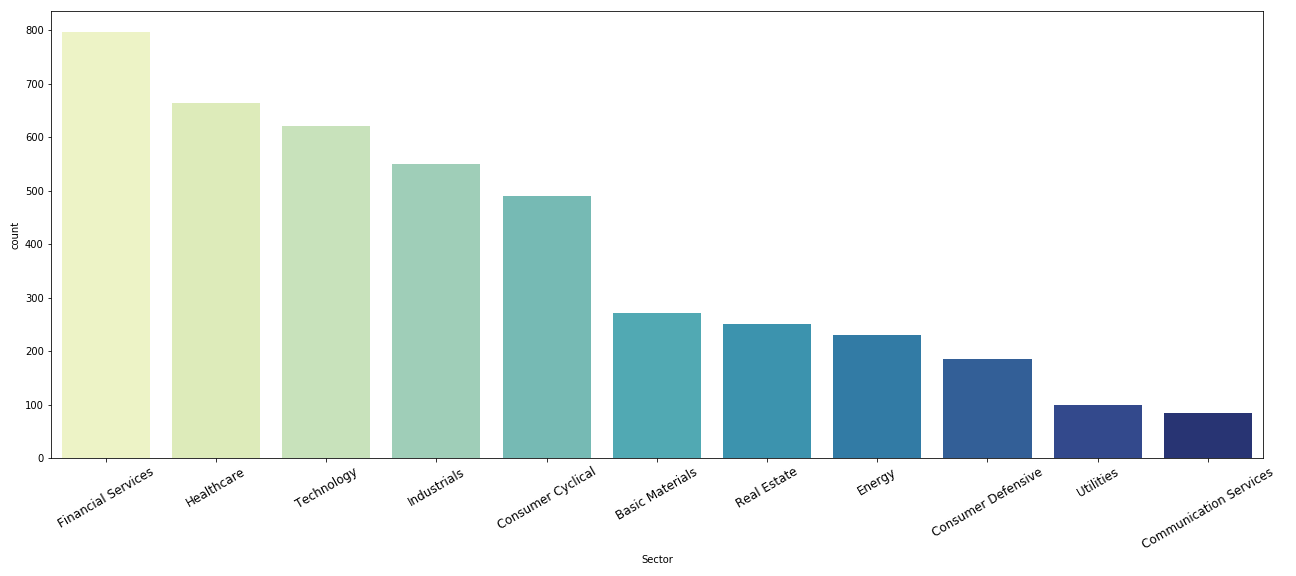 800
700
600
500
400
300
200
100
0
count
Financial Services
Healthcare
Technology
Industrials
Consumer Cyclical
Basic Materials
Real Estate
Energy
Consumer Defensive
Utilities
Communication Services
Sector